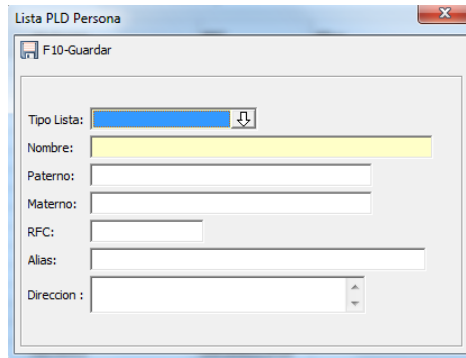 Lista PLD Persona
F10-Guardar
Tipo Lista:
Nombre:
Paterno:
Materno:
RFC:
Alias:
Direccion :